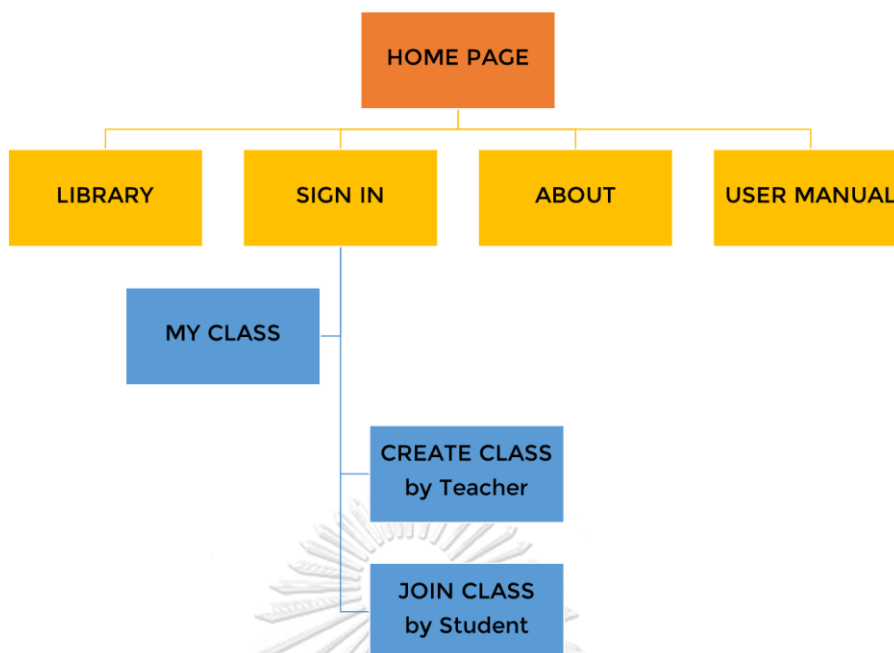 HOME PAGE
LIBRARY
SIGN IN
ABOUT
USER MANUAL
MY CLASS
CREATE CLASS
by Teacher
JOIN CLASS
by Student